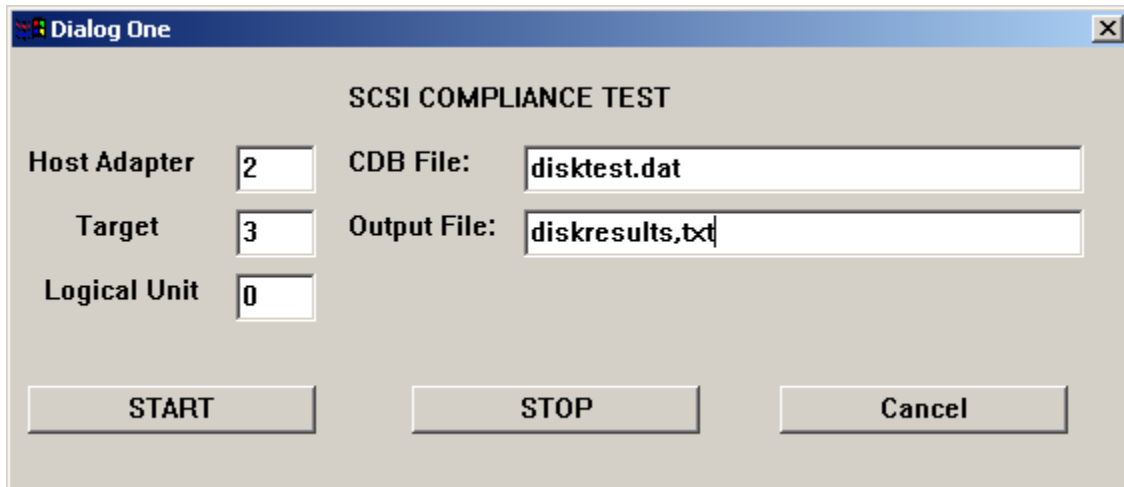 Dialog One
SCSI COMPLIANCE TEST
Host Adapter 2 CDB File: disktest.dat
Target 3 Output File: diskresults,txt
Logical Unit 0
START STOP Cancel